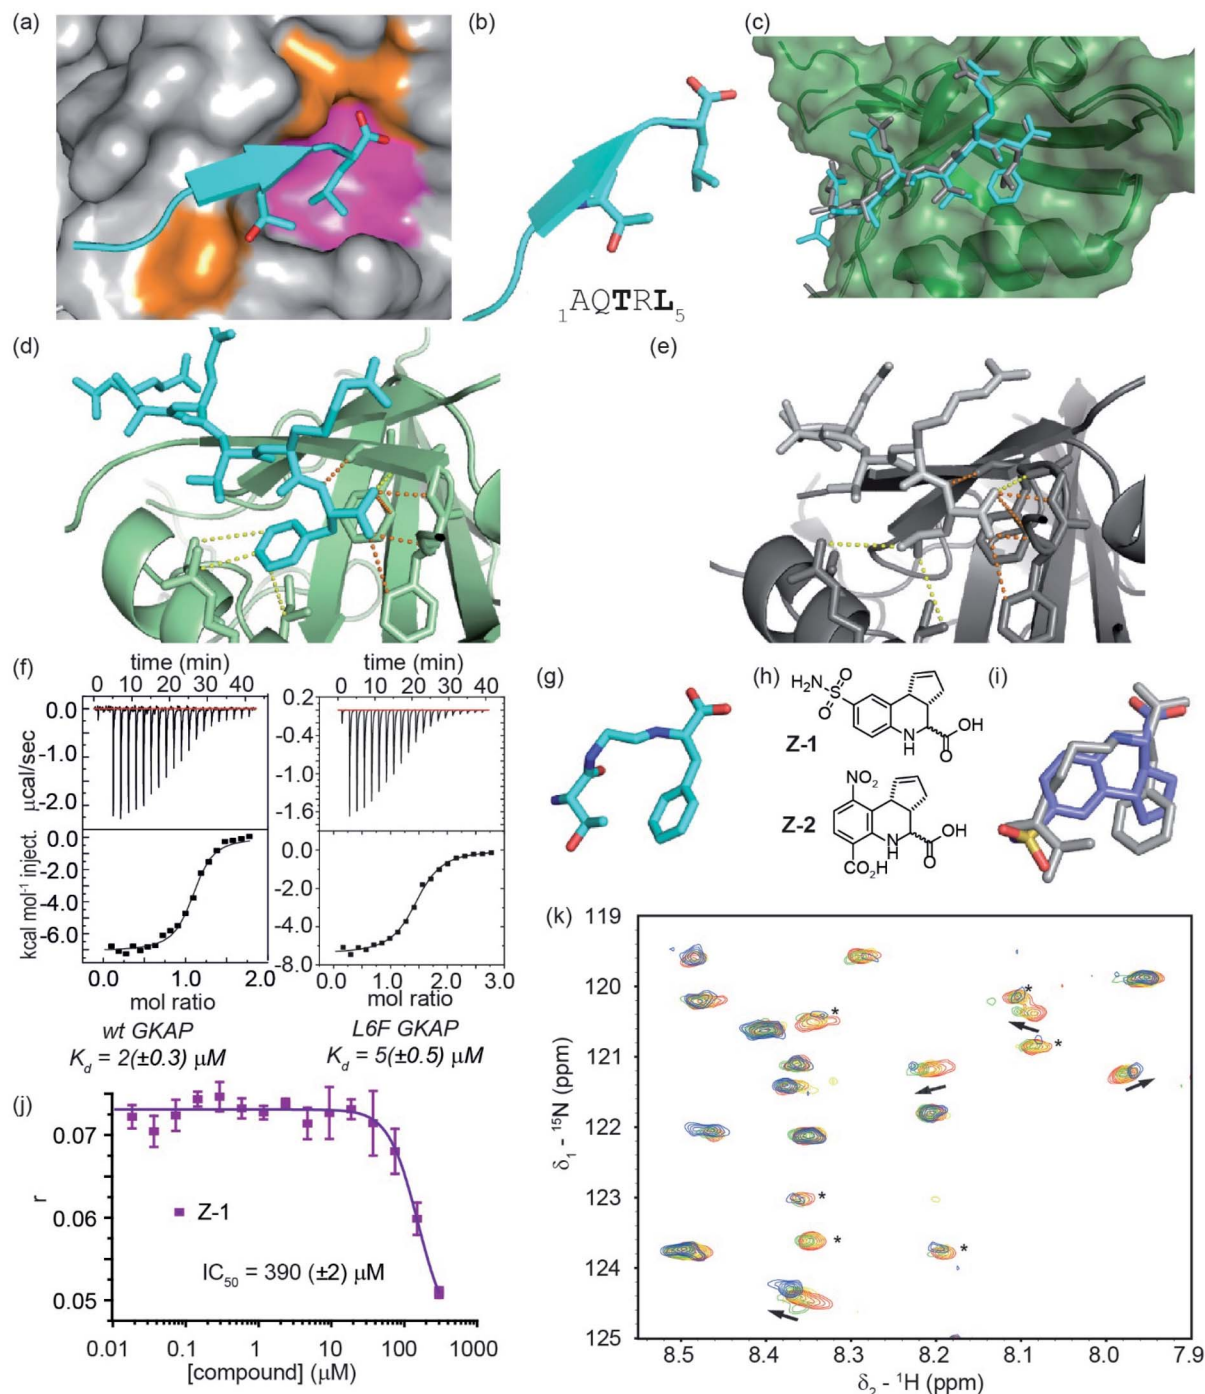 (a)
(b)
(c)
₁AQTRL₅
(d)
(e)
(f)
time (min)
0 10 20 30 40
0.0
-1.0
-2.0
μcal/sec
0.0
-2.0
-4.0
-6.0
kcal mol⁻¹ inject.
0.0 1.0 2.0
mol ratio
wt GKAP
K_d = 2(±0.3) μM
time (min)
0 10 20 30 40
0.2
-0.4
-1.0
-1.6
0.0
-2.0
-4.0
-8.0
0.0 1.0 2.0 3.0
mol ratio
L6F GKAP
K_d = 5(±0.5) μM
(g)
(h)
H₂N
S
O
O
N
H
O
OH
Z-1
NO₂
N
H
O
OH
CO₂H
Z-2
(i)
(j)
0.07
0.06
0.05
r
Z-1
IC₅₀ = 390 (±2) μM
0.01 0.1 1 10 100 1000
[compound] (μM)
(k)
119
120
121
122
123
124
125
δ₁ - ¹⁵N (ppm)
*
*
*
*
*
*
8.5 8.4 8.3 8.2 8.1 8.0 7.9
δ₂ - ¹H (ppm)